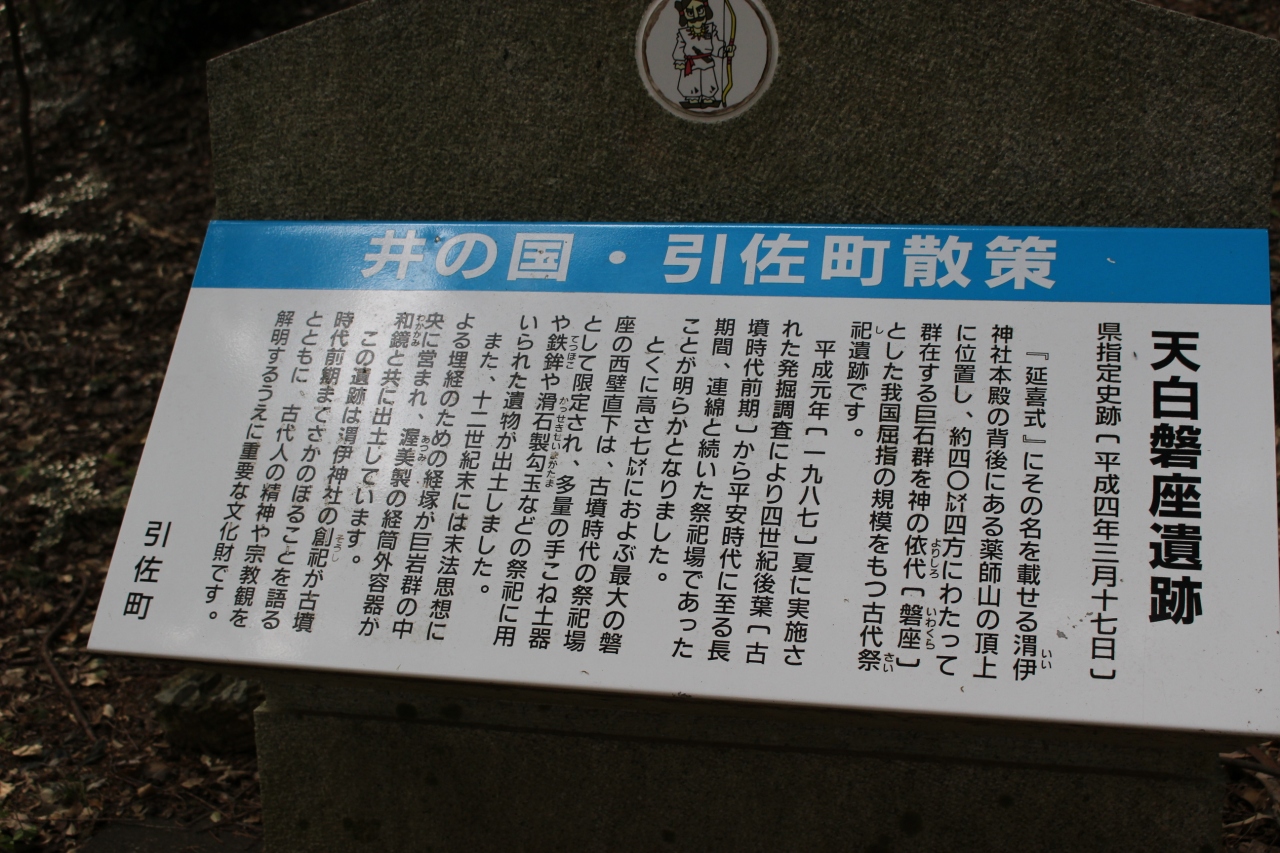 井の国・引佐町散策
天白磐座遺跡
県指定史跡〔平成四年三月十七日〕
『延喜式』にその名を載せる渭伊
神社本殿の背後にある薬師山の頂上
に位置し、約四〇㍍四方にわたって
群在する巨石群を神の依代〔磐座〕
とした我国屈指の規模をもつ古代祭
祀遺跡です。
平成元年〔一九八七〕夏に実施さ
れた発掘調査により四世紀後葉〔古
墳時代前期〕から平安時代に至る長
期間、連綿と続いた祭祀場であった
ことが明らかとなりました。
とくに高さ七㍍におよぶ最大の磐
座の西壁直下は、古墳時代の祭祀場
として限定され、多量の手こね土器
や鉄鉾や滑石製勾玉などの祭祀に用
いられた遺物が出土しました。
また、十二世紀末には末法思想に
よる埋経のための経塚が巨岩群の中
央に営まれ、渥美製の経筒外容器が
和鏡と共に出土しています。
この遺跡は渭伊神社の創祀が古墳
時代前期までさかのぼることを語る
とともに、古代人の精神や宗教観を
解明するうえに重要な文化財です。
引佐町